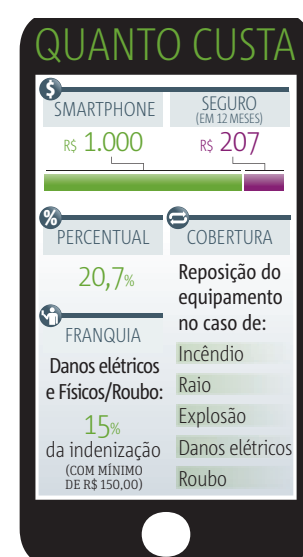 QUANTO CUSTA
$
SMARTPHONE
R$ 1.000
SEGURO
(EM 12 MESES)
R$ 207
%
PERCENTUAL
20,7%
FRANQUIA
Danos elétricos
e Físicos/Roubo:
15%
da indenização
(COM MÍNIMO
DE R$ 150,00)
COBERTURA
Reposição do
equipamento
no caso de:
Incêndio
Raio
Explosão
Danos elétricos
Roubo